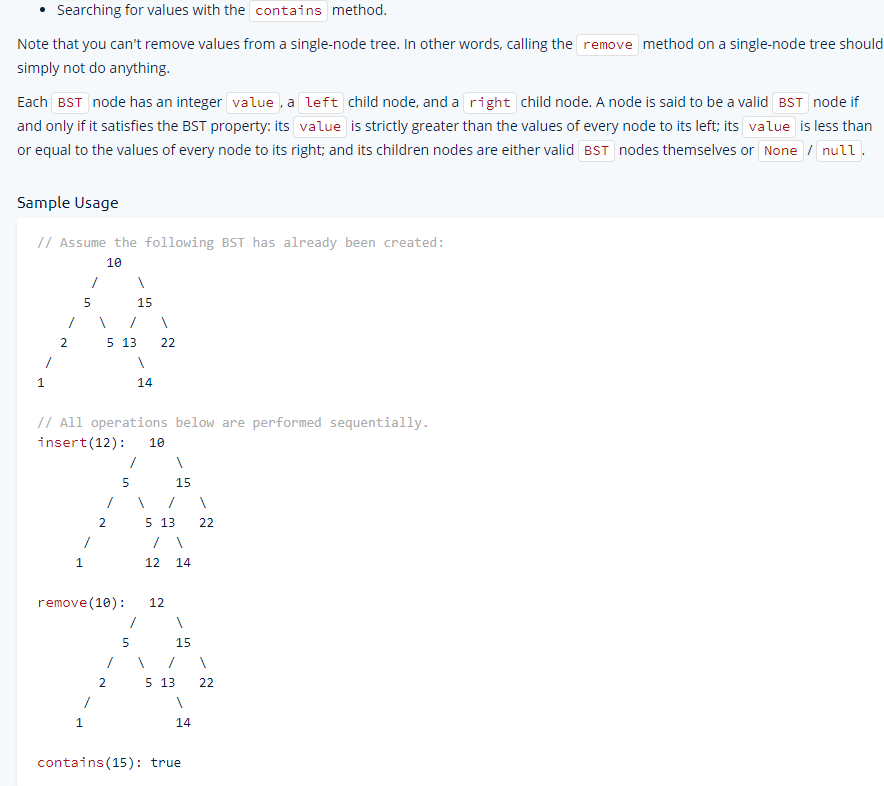 • Searching for values with the contains method.
Note that you can't remove values from a single-node tree. In other words, calling the remove method on a single-node tree should
simply not do anything.
Each BST node has an integer value, a left child node, and a right child node. A node is said to be a valid BST node if
and only if it satisfies the BST property: its value is strictly greater than the values of every node to its left; its value is less than
or equal to the values of every node to its right; and its children nodes are either valid BST nodes themselves or None / null.
Sample Usage
// Assume the following BST has already been created:
         10
       /     \
      5      15
    /   \   /   \
   2     5 13   22
 /           \
1            14
// All operations below are performed sequentially.
insert(12):   10
            /     \
           5      15
         /   \   /   \
        2     5 13   22
      /        /  \
     1        12  14
remove(10):   12
            /     \
           5      15
         /   \   /   \
        2     5 13   22
      /           \
     1            14
contains(15): true